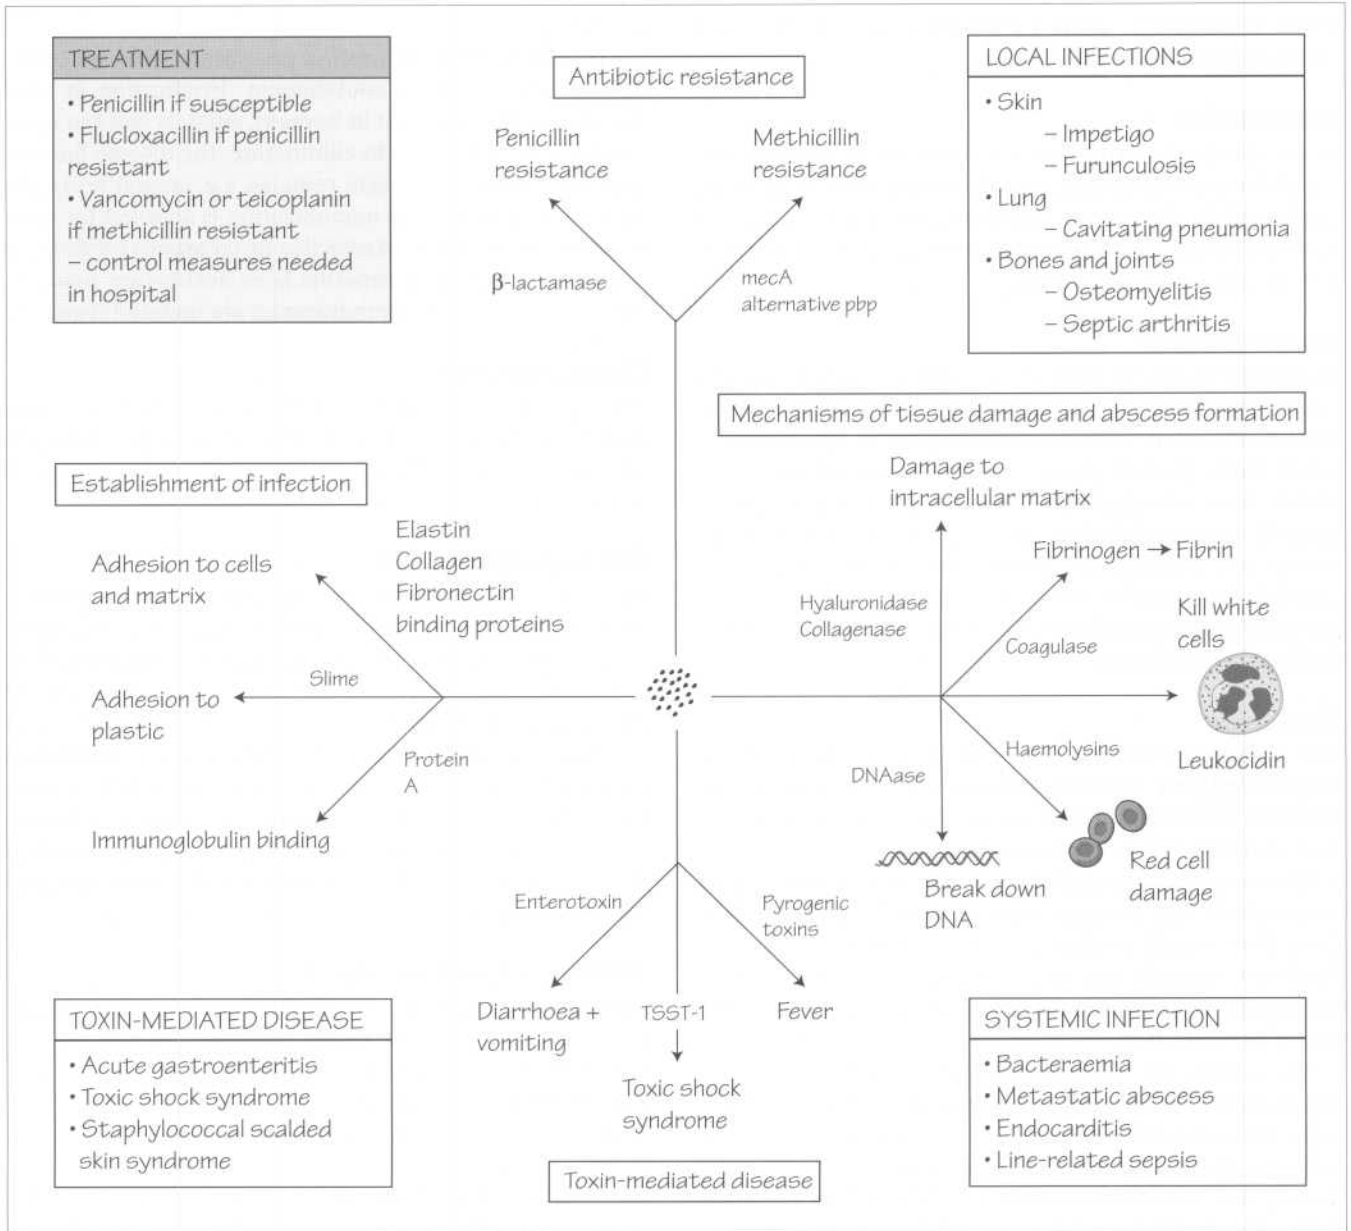 TREATMENT
• Penicillin if susceptible
• Flucloxacillin if penicillin
resistant
• Vancomycin or teicoplanin
if methicillin resistant
– control measures needed
in hospital
Antibiotic resistance
Penicillin
resistance
Methicillin
resistance
β-lactamase
mecA
alternative pbp
LOCAL INFECTIONS
• Skin
– Impetigo
– Furunculosis
• Lung
– Cavitating pneumonia
• Bones and joints
– Osteomyelitis
– Septic arthritis
Establishment of infection
Adhesion to cells
and matrix
Elastin
Collagen
Fibronectin
binding proteins
Slime
Adhesion to
plastic
Protein
A
Immunoglobulin binding
Mechanisms of tissue damage and abscess formation
Damage to
intracellular matrix
Hyaluronidase
Collagenase
Fibrinogen → Fibrin
Coagulase
Kill white
cells
Leukocidin
Haemolysins
Red cell
damage
DNAase
Break down
DNA
Enterotoxin
Diarrhoea +
vomiting
TSST-1
Toxic shock
syndrome
Pyrogenic
toxins
Fever
Toxin-mediated disease
TOXIN-MEDIATED DISEASE
• Acute gastroenteritis
• Toxic shock syndrome
• Staphylococcal scalded
skin syndrome
SYSTEMIC INFECTION
• Bacteraemia
• Metastatic abscess
• Endocarditis
• Line-related sepsis